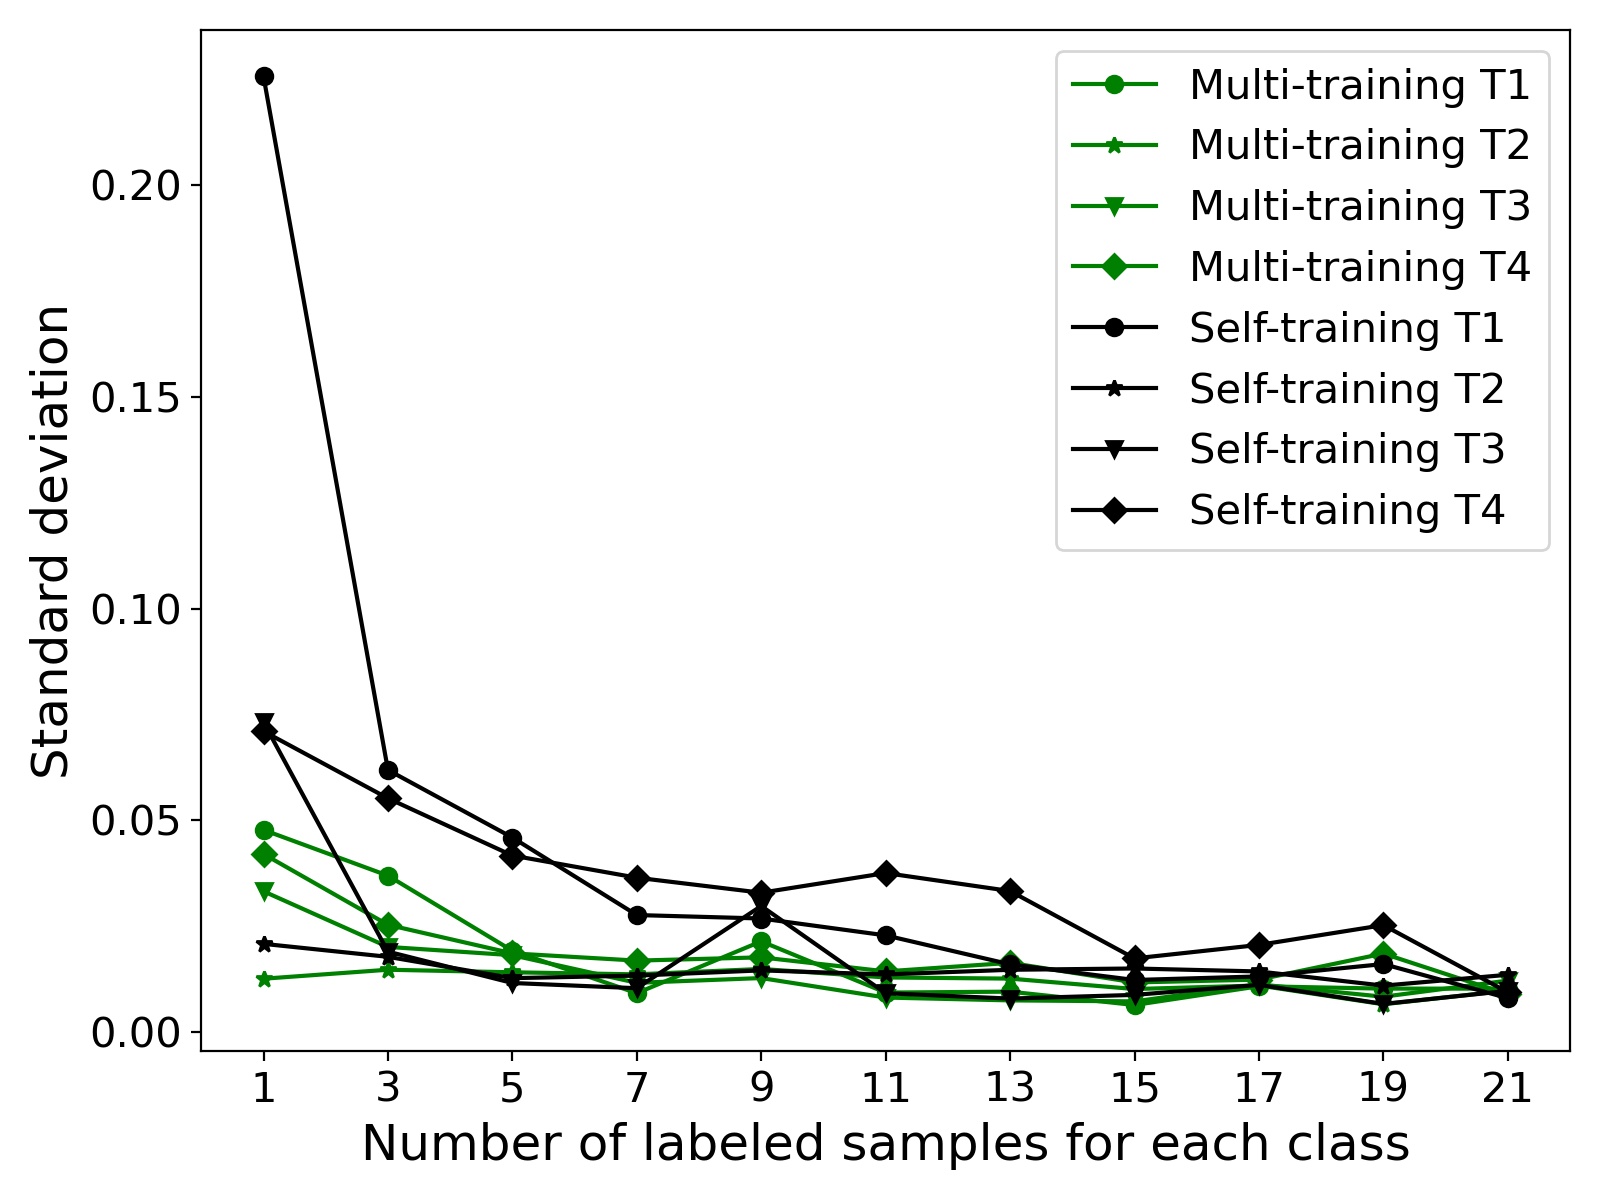 Multi-training T1
Multi-training T2
Multi-training T3
Multi-training T4
Self-training T1
Self-training T2
Self-training T3
Self-training T4
Standard deviation
0.20
0.15
0.10
0.05
0.00
1 3 5 7 9 11 13 15 17 19 21
Number of labeled samples for each class